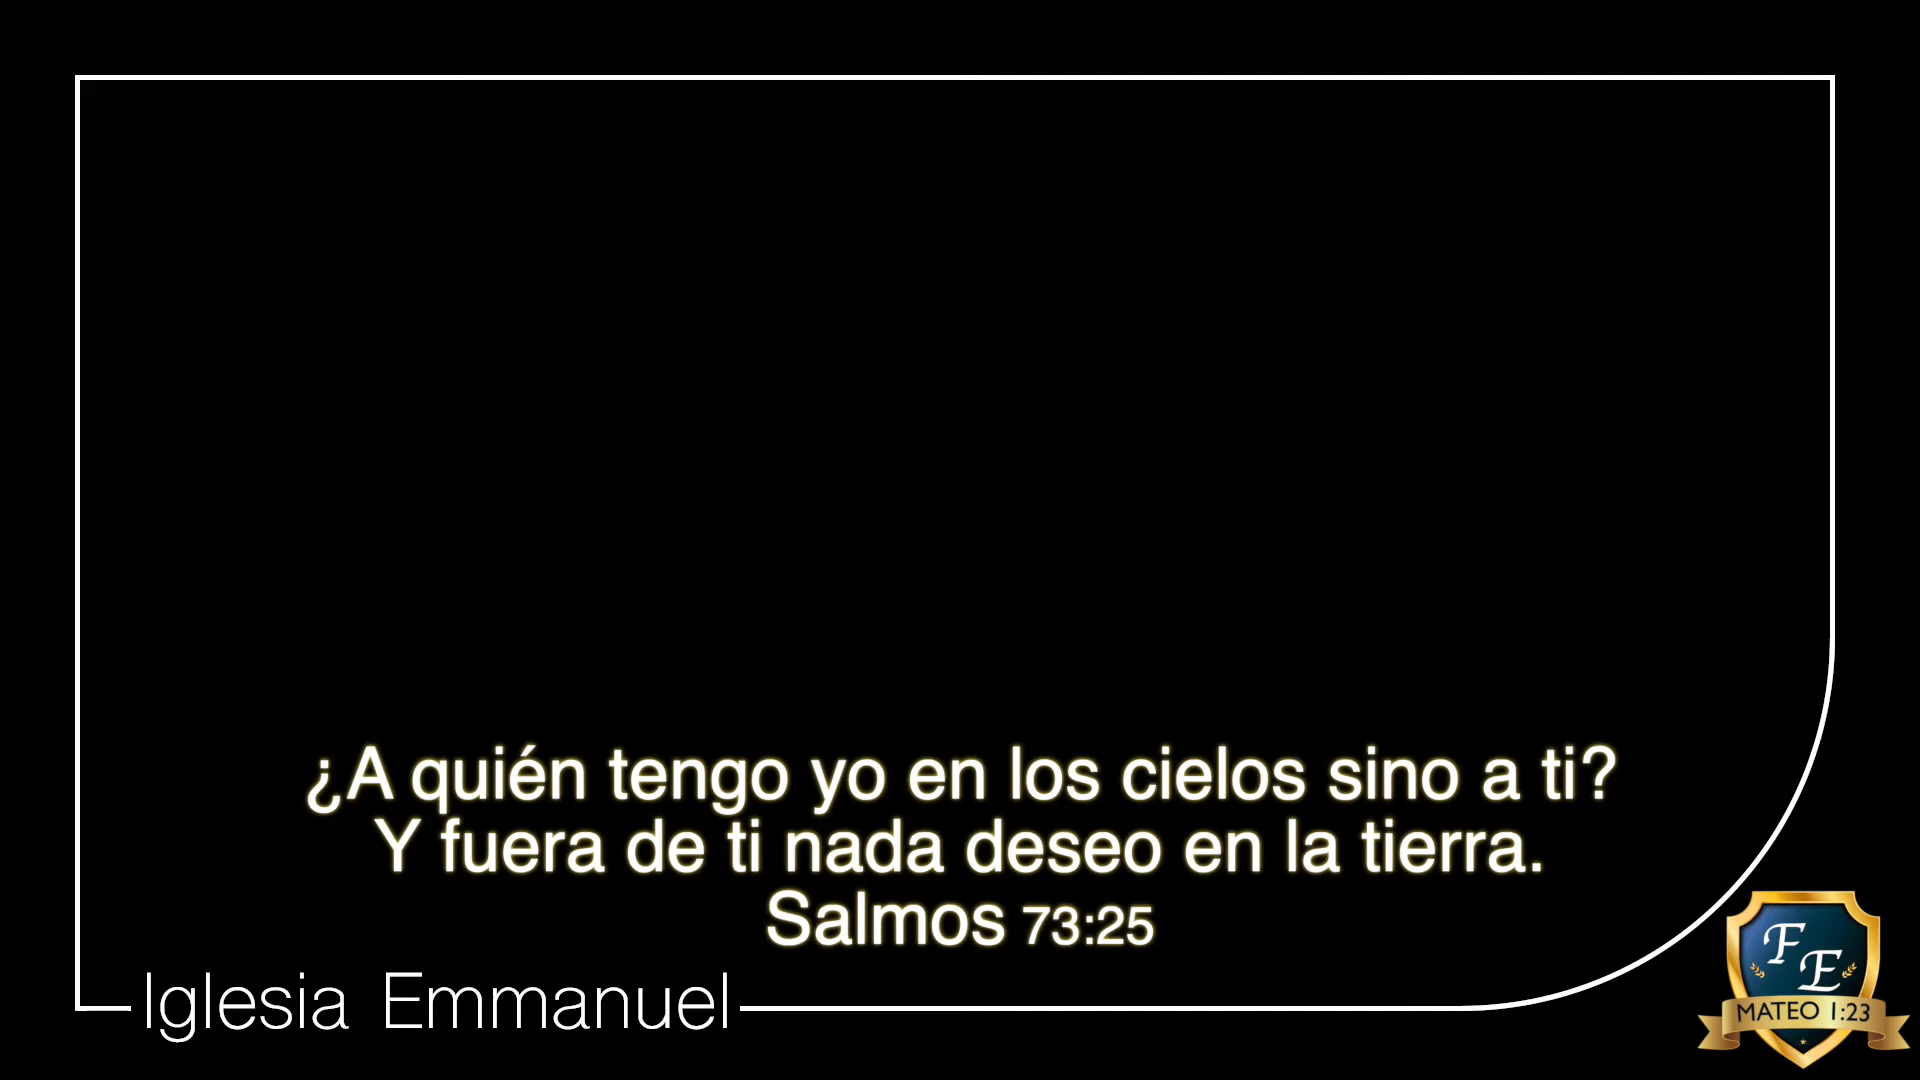 ¿A quién tengo yo en los cielos sino a ti?
Y fuera de ti nada deseo en la tierra.
Salmos 73:25
Iglesia Emmanuel
F E
MATEO 1:23